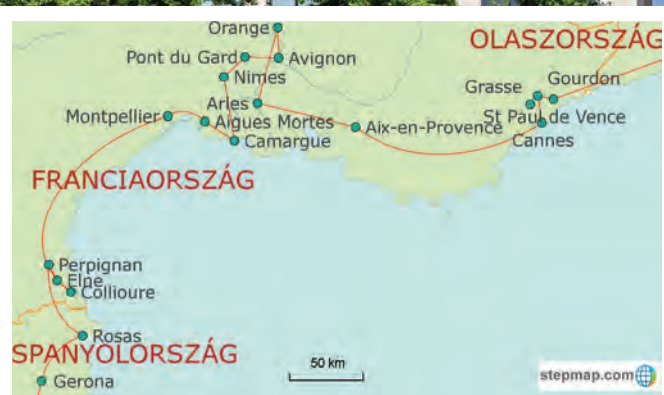 Orange
OLASZORSZÁG
Pont du Gard
Avignon
Nimes
Gourdon
Grasse
Arles
St Paul de Vence
Montpellier
Aigues Mortes
Aix-en-Provence
Cannes
Camargue
FRANCIAORSZÁG
Perpignan
Elne
Collioure
Rosas
SPANYOLORSZÁG
50 km
Gerona
stepmap.com